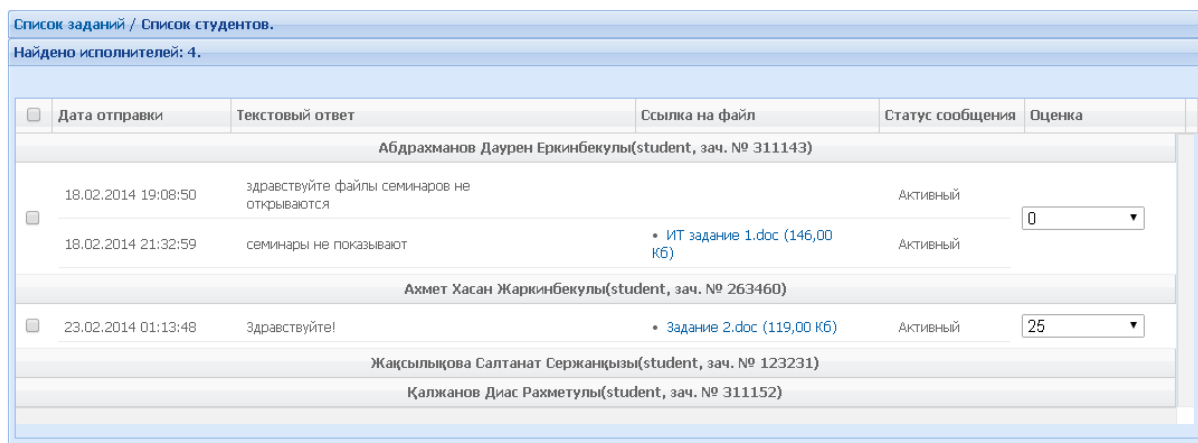 Список заданий / Список студентов.
Найдено исполнителей: 4.
Дата отправки Текстовый ответ Ссылка на файл Статус сообщения Оценка
Абдрахманов Даурен Еркинбекулы(student, зач. № 311143)
18.02.2014 19:08:50 здравствуйте файлы семинаров не открываются Активный
0
18.02.2014 21:32:59 семинары не показывают • ИТ задание 1.doc (146,00 Кб) Активный
Ахмет Хасан Жаркинбекулы(student, зач. № 263460)
23.02.2014 01:13:48 Здравствуйте! • Задание 2.doc (119,00 Кб) Активный 25
Жақсылықова Салтанат Сержанқызы(student, зач. № 123231)
Қалжанов Диас Рахметулы(student, зач. № 311152)